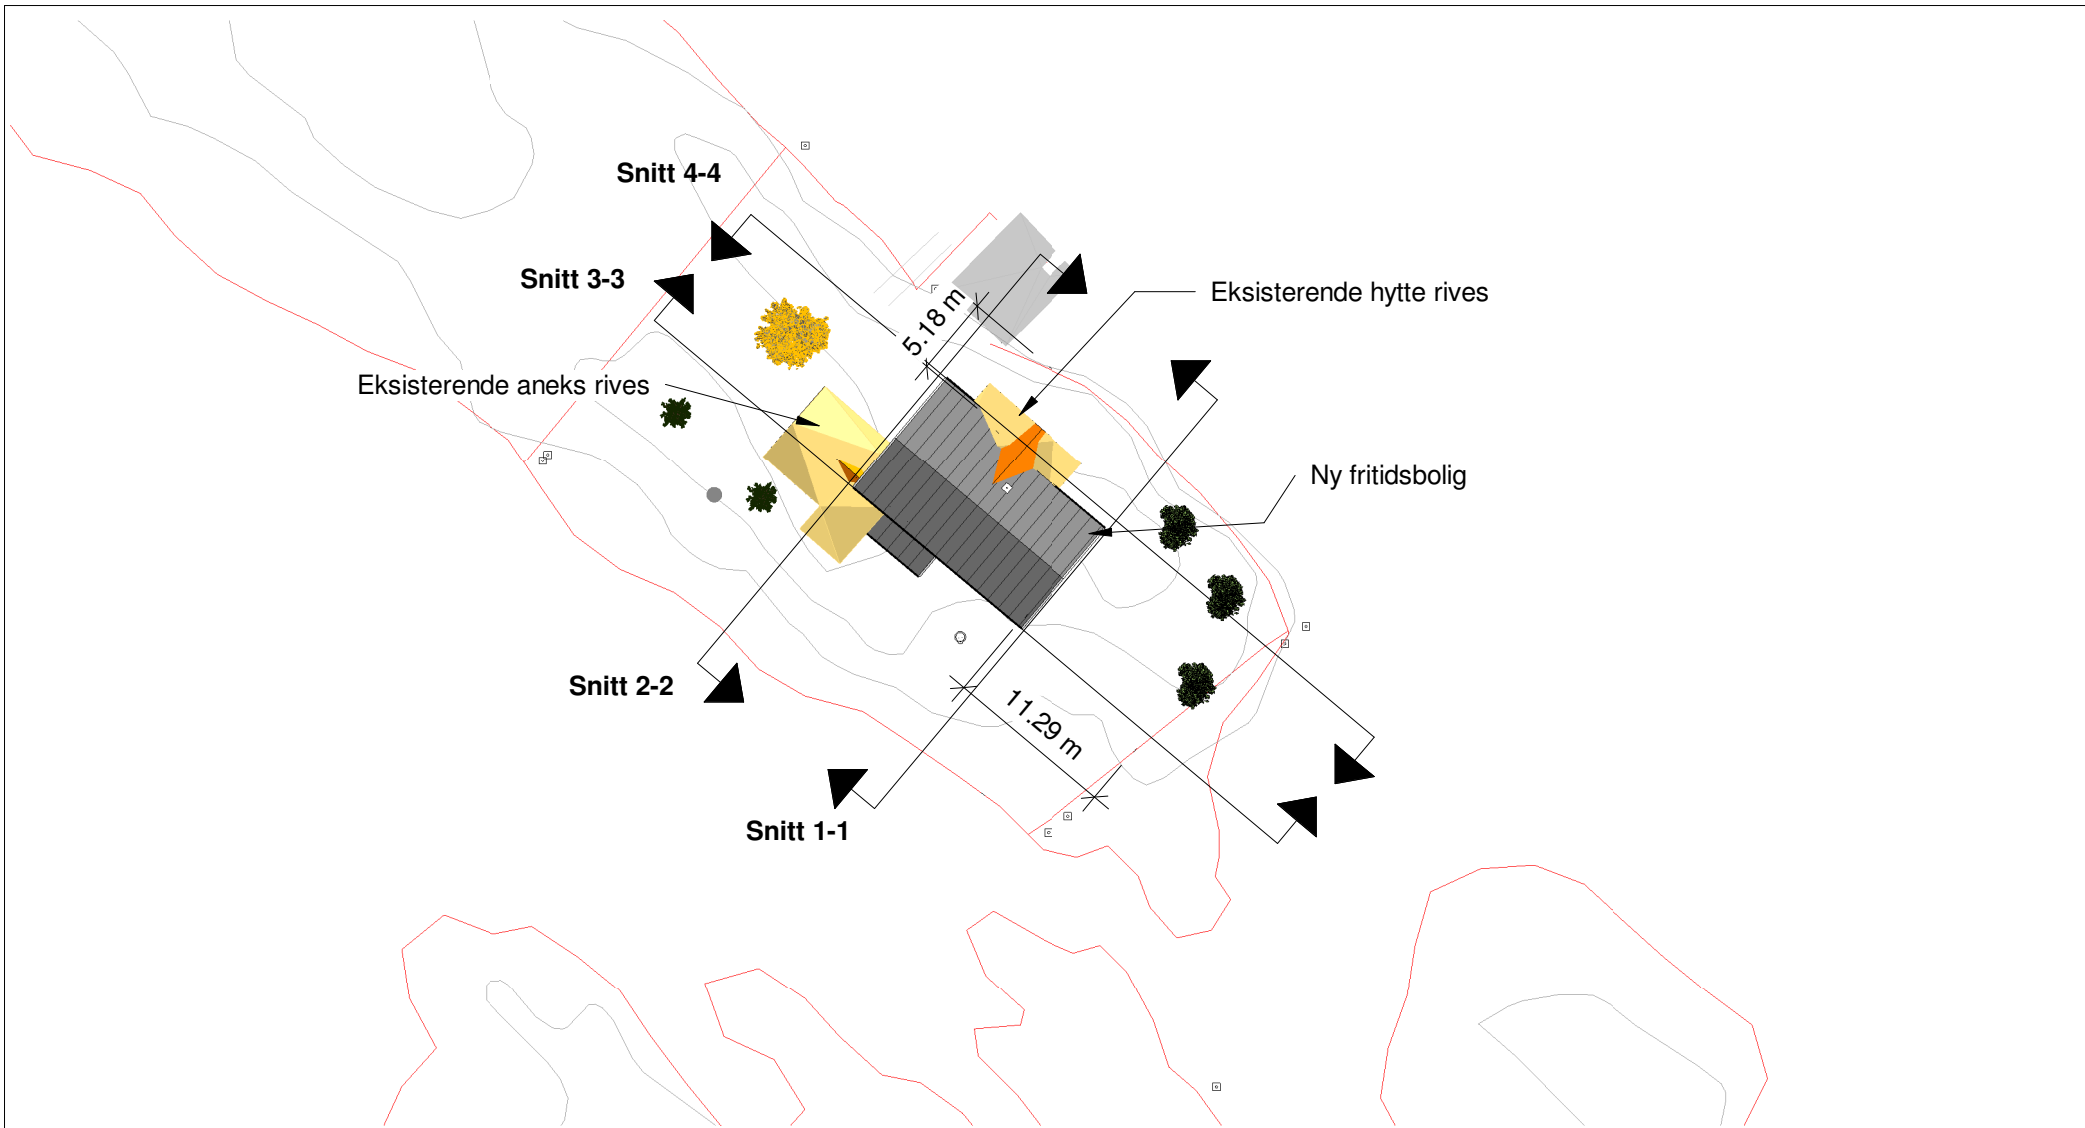 Snitt 4-4
Snitt 3-3
5.18 m
Eksisterende hytte rives
Eksisterende aneks rives
Ny fritidsbolig
Snitt 2-2
11.29 m
Snitt 1-1